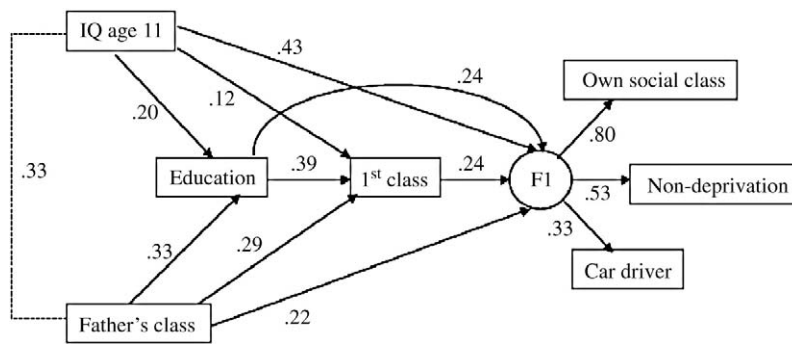 IQ age 11
.43
.24
Own social class
.20
.12
.80
.33
Education
.39
1st class
.24
F1
.53
Non-deprivation
.33
.29
.33
Car driver
.22
Father's class